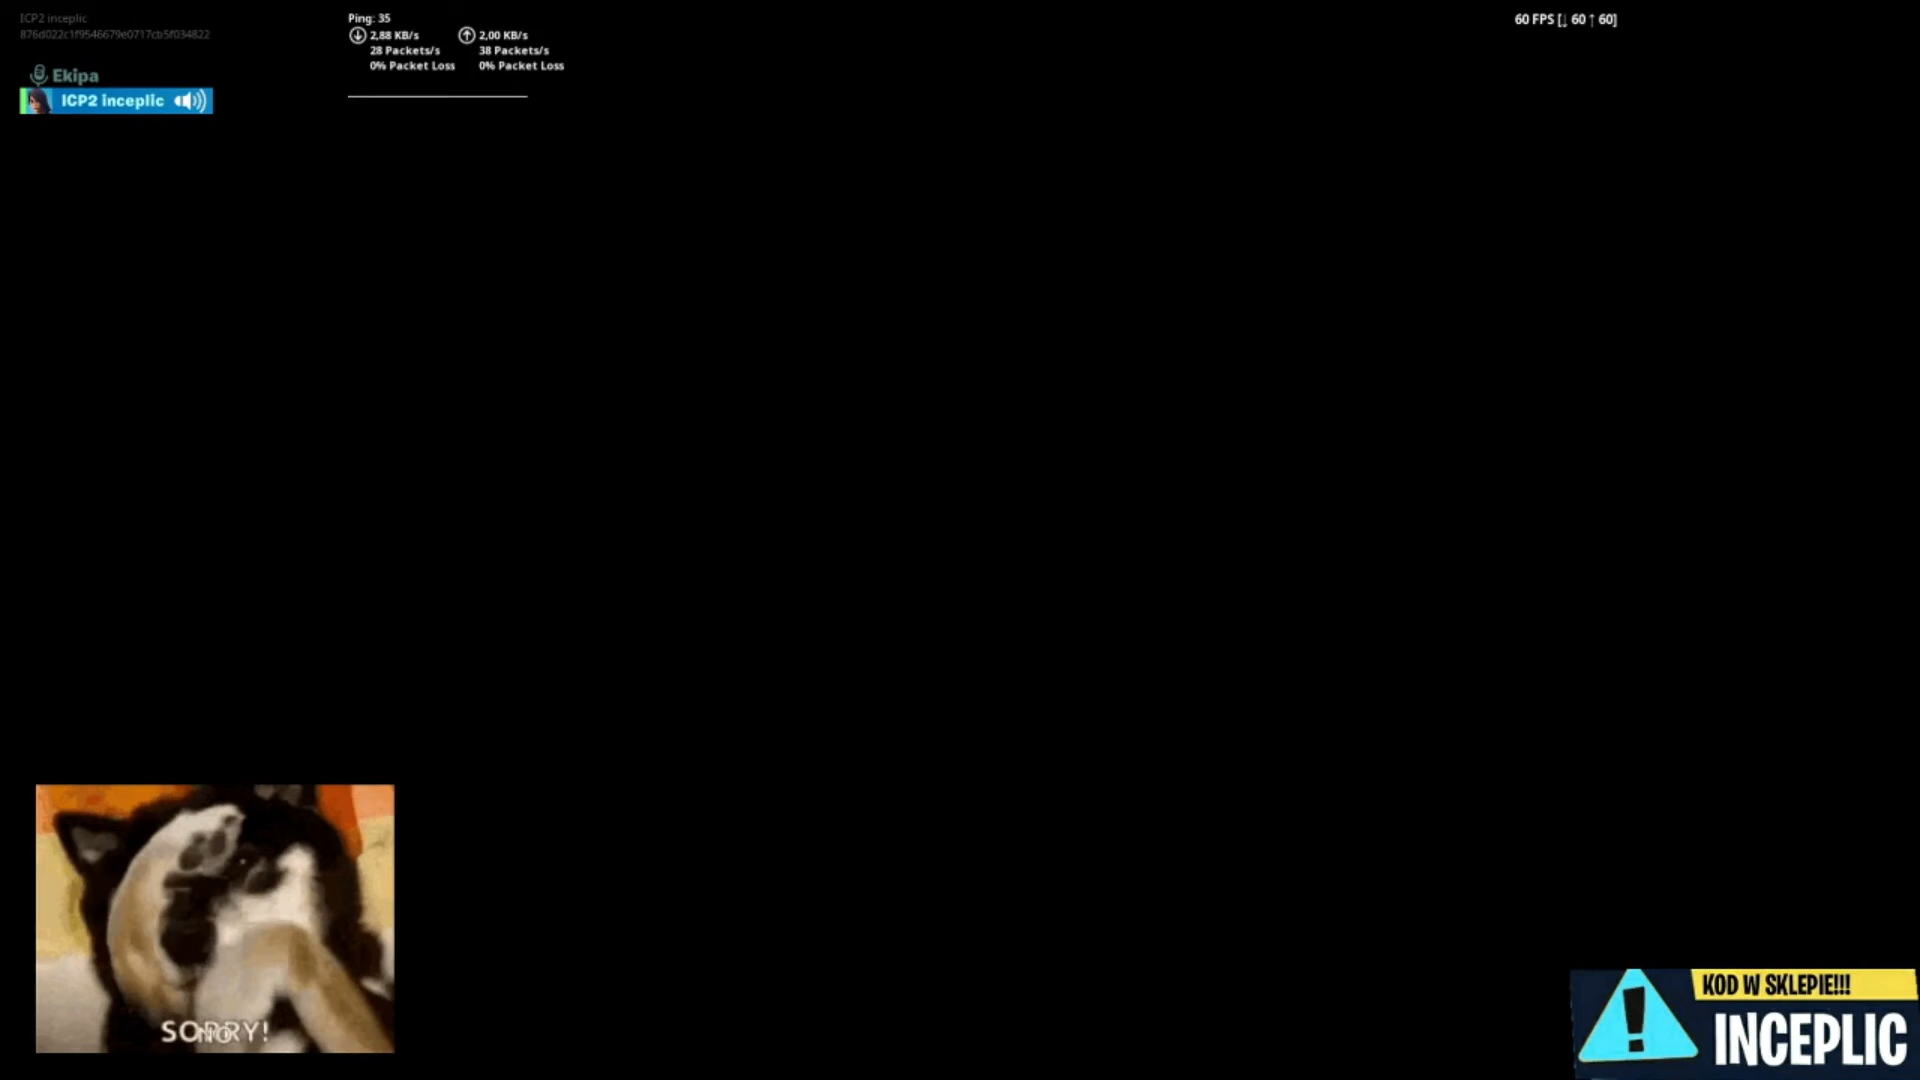 ICP2 inceplic
876d022c1f9546679e0717cb5f034822
Ekipa
ICP2 inceplic
Ping: 35
2,88 KB/s
28 Packets/s
0% Packet Loss
2,00 KB/s
38 Packets/s
0% Packet Loss
60 FPS [↓ 60 ↑ 60]
SORRY!
KOD W SKLEPIE!!!
INCEPLIC